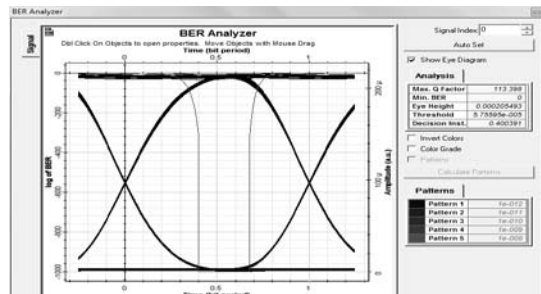 BER Analyzer
Signal
BER Analyzer
Dbl Click On Objects to open properties. Move Objects with Mouse Drag
Time (bit period)
0 0.5 1
log of BER
0
-200
-400
-600
-800
-1000
Amplitude (a.u.)
200 µ
100 µ
0
0 0.5 1
Time (bit period)
Signal Index 0
Auto Set
Show Eye Diagram
Analysis
Max. Q Factor 113.398
Min. BER 0
Eye Height 0.000205493
Threshold 5.75595e-005
Decision Inst. 0.400391
Invert Colors
Color Grade
Patterns
Calculate Patterns
Patterns
Pattern 1 1e-012
Pattern 2 1e-011
Pattern 3 1e-010
Pattern 4 1e-009
Pattern 5 1e-008